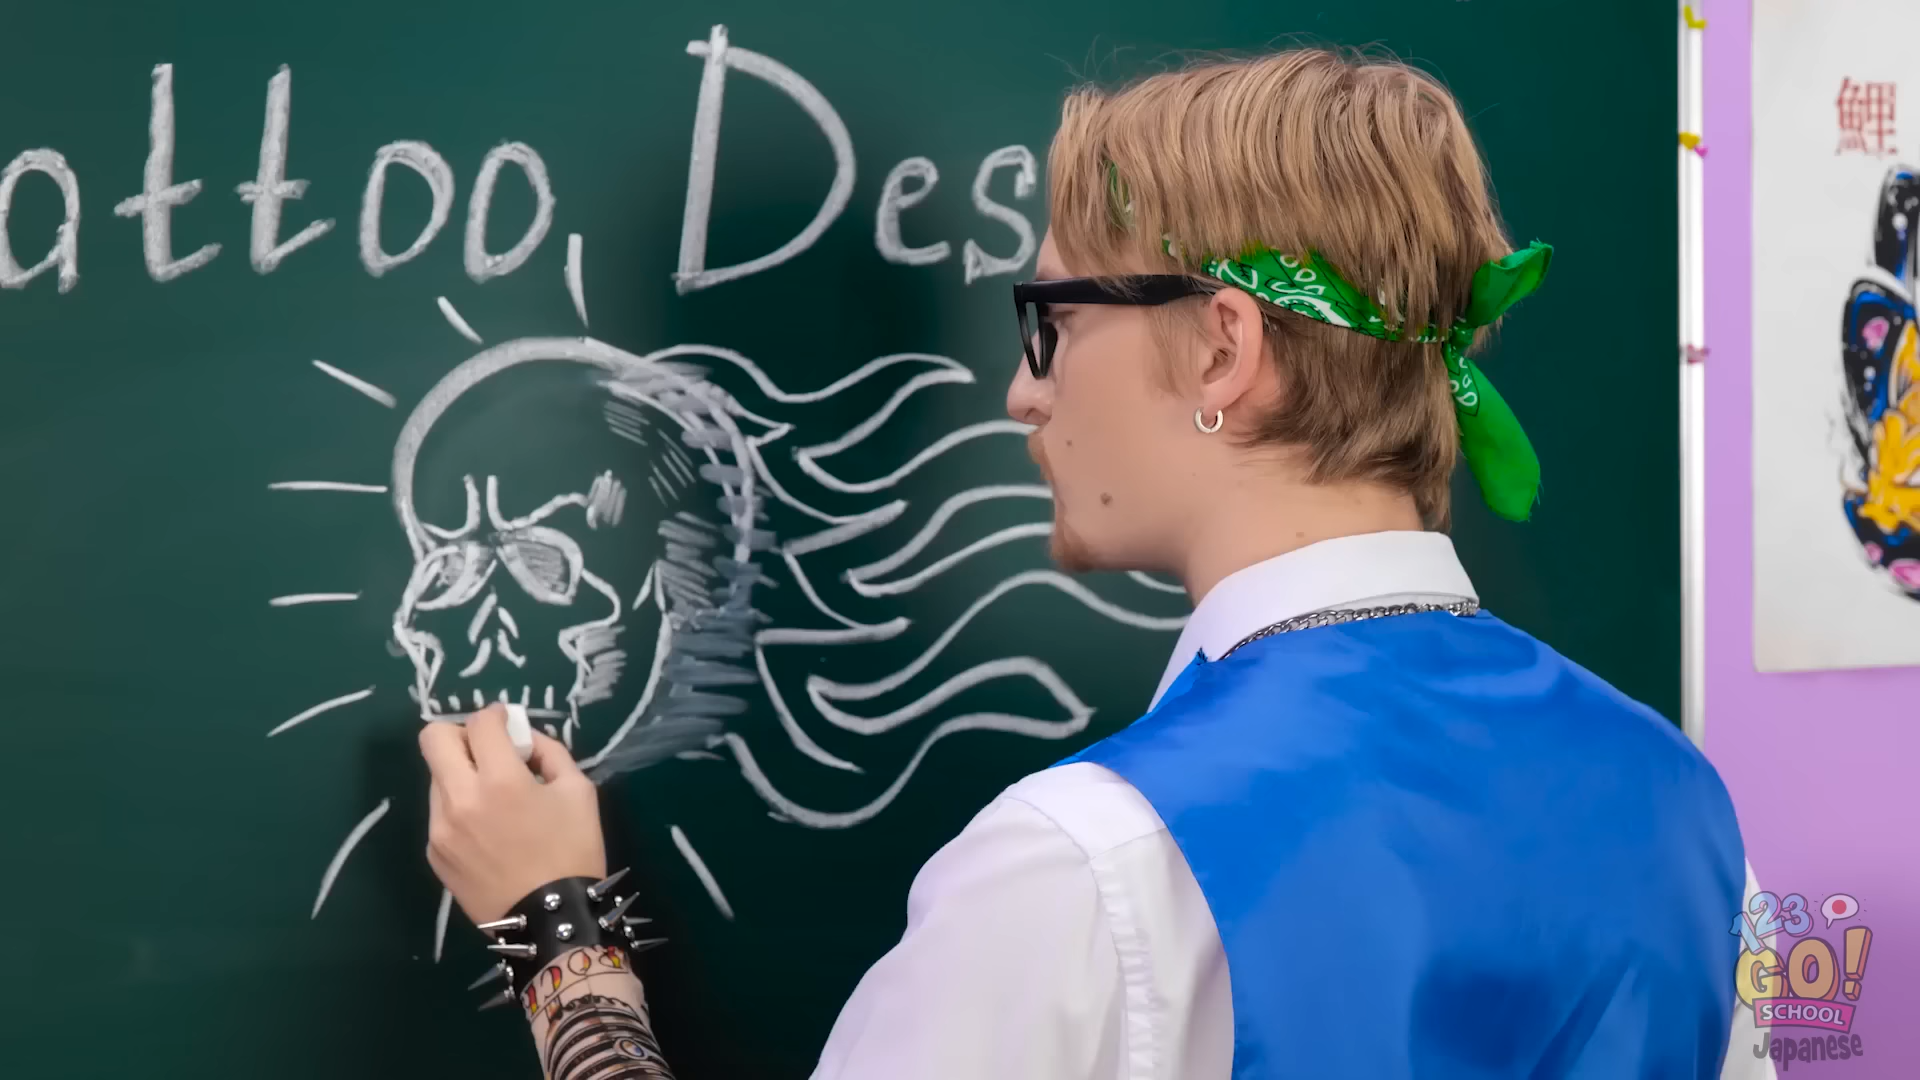 attoo, Des
鯉
123
GO!
SCHOOL
Japanese